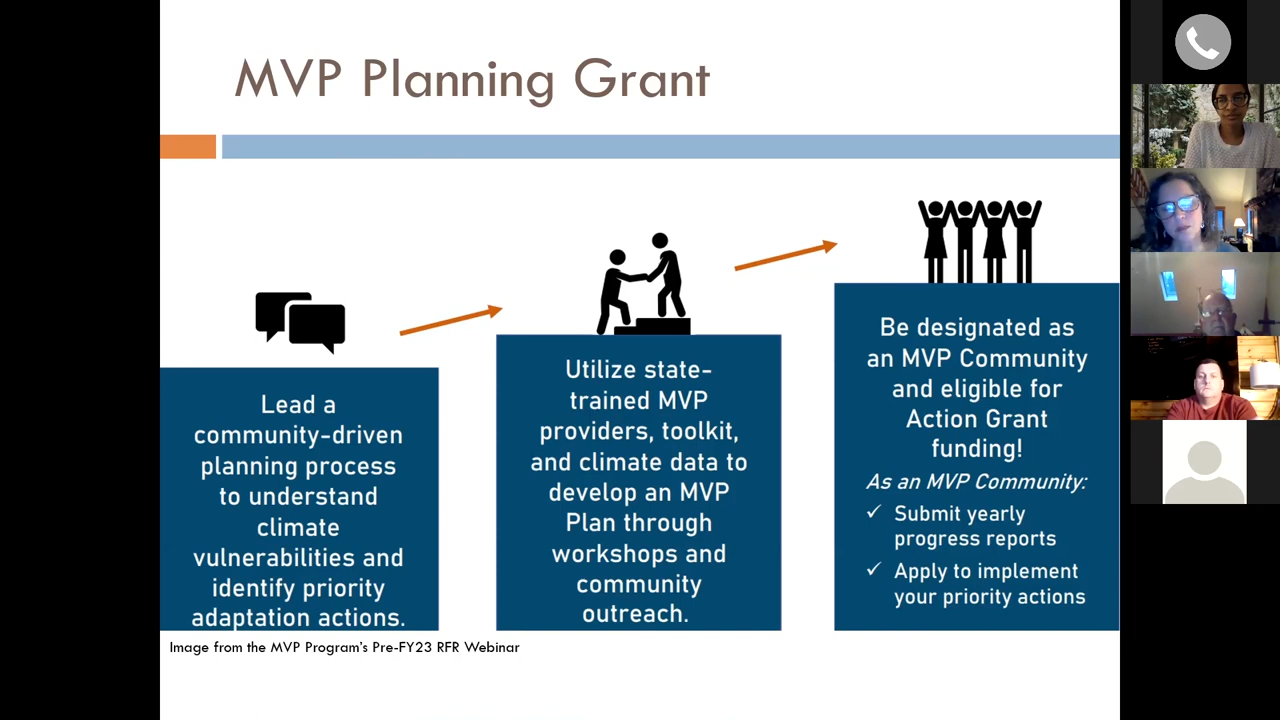 MVP Planning Grant
Lead a
community-driven
planning process
to understand
climate
vulnerabilities and
identify priority
adaptation actions.
Utilize state-
trained MVP
providers, toolkit,
and climate data to
develop an MVP
Plan through
workshops and
community
outreach.
Be designated as
an MVP Community
and eligible for
Action Grant
funding!
As an MVP Community:
✓ Submit yearly
progress reports
✓ Apply to implement
your priority actions
Image from the MVP Program's Pre-FY23 RFR Webinar